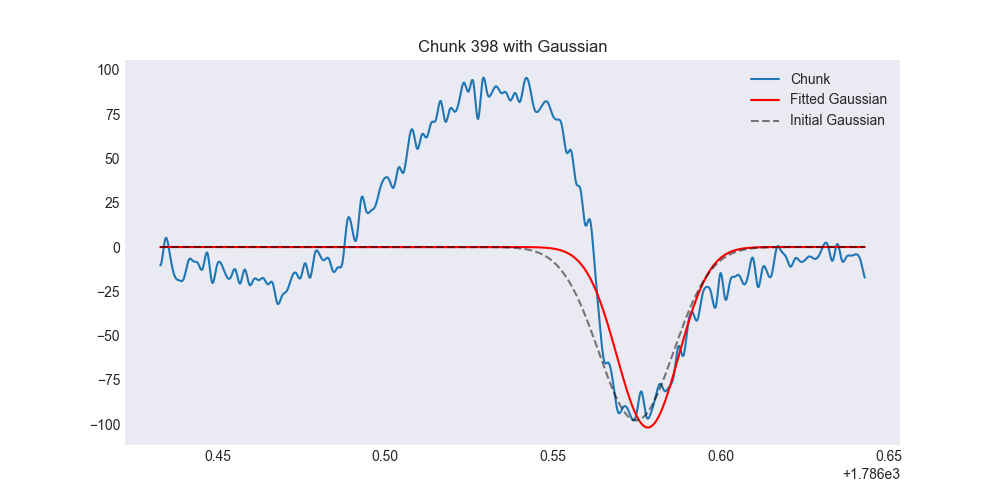 Chunk 398 with Gaussian
100
75
50
25
0
−25
−50
−75
−100
Chunk
Fitted Gaussian
Initial Gaussian
0.45
0.50
0.55
0.60
0.65
+1.786e3